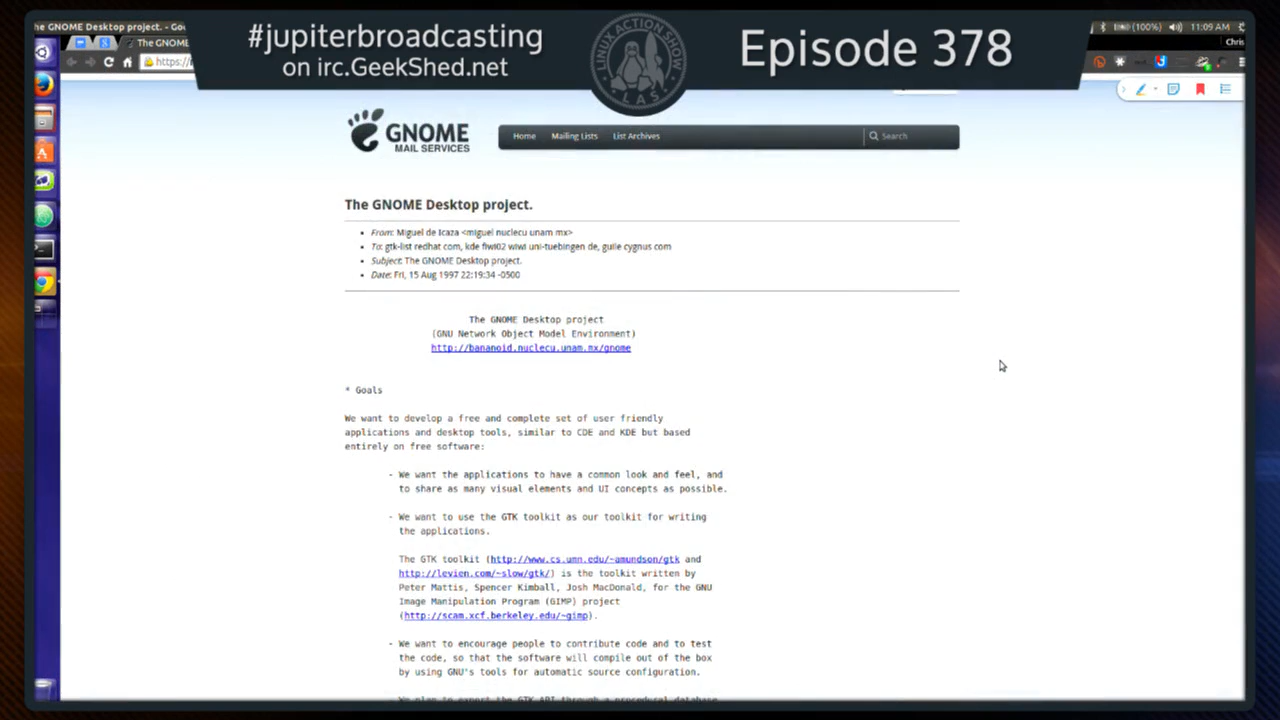 he GNOME Desktop project. - Go
#jupiterbroadcasting
on irc.GeekShed.net
LINUX ACTION SHOW
L A S
Episode 378
(100%)
11:09 AM
The GNOME
Chris
https://
GNOME
MAIL SERVICES
Home Mailing Lists List Archives Search
The GNOME Desktop project.
• From: Miguel de Icaza <miguel nuclecu unam mx>
• To: gtk-list redhat com, kde fiwi02 wiwi uni-tuebingen de, guile cygnus com
• Subject: The GNOME Desktop project.
• Date: Fri, 15 Aug 1997 22:19:34 -0500
The GNOME Desktop project
(GNU Network Object Model Environment)
http://bananoid.nuclecu.unam.mx/gnome
* Goals
We want to develop a free and complete set of user friendly
applications and desktop tools, similar to CDE and KDE but based
entirely on free software:
- We want the applications to have a common look and feel, and
to share as many visual elements and UI concepts as possible.
- We want to use the GTK toolkit as our toolkit for writing
the applications.
The GTK toolkit (http://www.cs.umn.edu/~amundson/gtk and
http://levien.com/~slow/gtk/) is the toolkit written by
Peter Mattis, Spencer Kimball, Josh MacDonald, for the GNU
Image Manipulation Program (GIMP) project
(http://scam.xcf.berkeley.edu/~gimp).
- We want to encourage people to contribute code and to test
the code, so that the software will compile out of the box
by using GNU's tools for automatic source configuration.
- We plan to export the GTK API through a procedural database